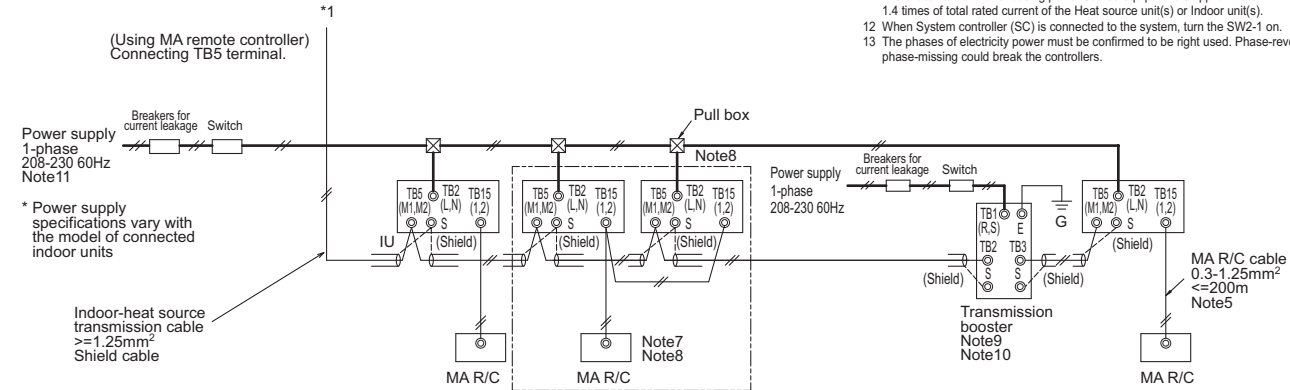 1.4 times of total rated current of the Heat source unit(s) or Indoor unit(s).
12 When System controller (SC) is connected to the system, turn the SW2-1 on.
13 The phases of electricity power must be confirmed to be right used. Phase-rev
phase-missing could break the controllers.
*1
(Using MA remote controller)
Connecting TB5 terminal.
Breakers for
current leakage
Switch
Power supply
1-phase
208-230 60Hz
Note11
* Power supply
specifications vary with
the model of connected
indoor units
Pull box
Note8
TB5
(M1,M2)
TB2
(L,N)
TB15
(1,2)
S
IU
(Shield)
TB5
(M1,M2)
TB2
(L,N)
TB15
(1,2)
S
(Shield)
TB5
(M1,M2)
TB2
(L,N)
TB15
(1,2)
S
(Shield)
Power supply
1-phase
208-230 60Hz
Breakers for
current leakage
Switch
TB1
(R,S)
E
G
TB2
TB3
S
S
(Shield)
(Shield)
Transmission
booster
Note9
Note10
TB5
(M1,M2)
TB2
(L,N)
TB15
(1,2)
S
(Shield)
MA R/C cable
0.3-1.25mm²
<=200m
Note5
Indoor-heat source
transmission cable
>=1.25mm²
Shield cable
MA R/C
Note7
Note8
MA R/C
MA R/C